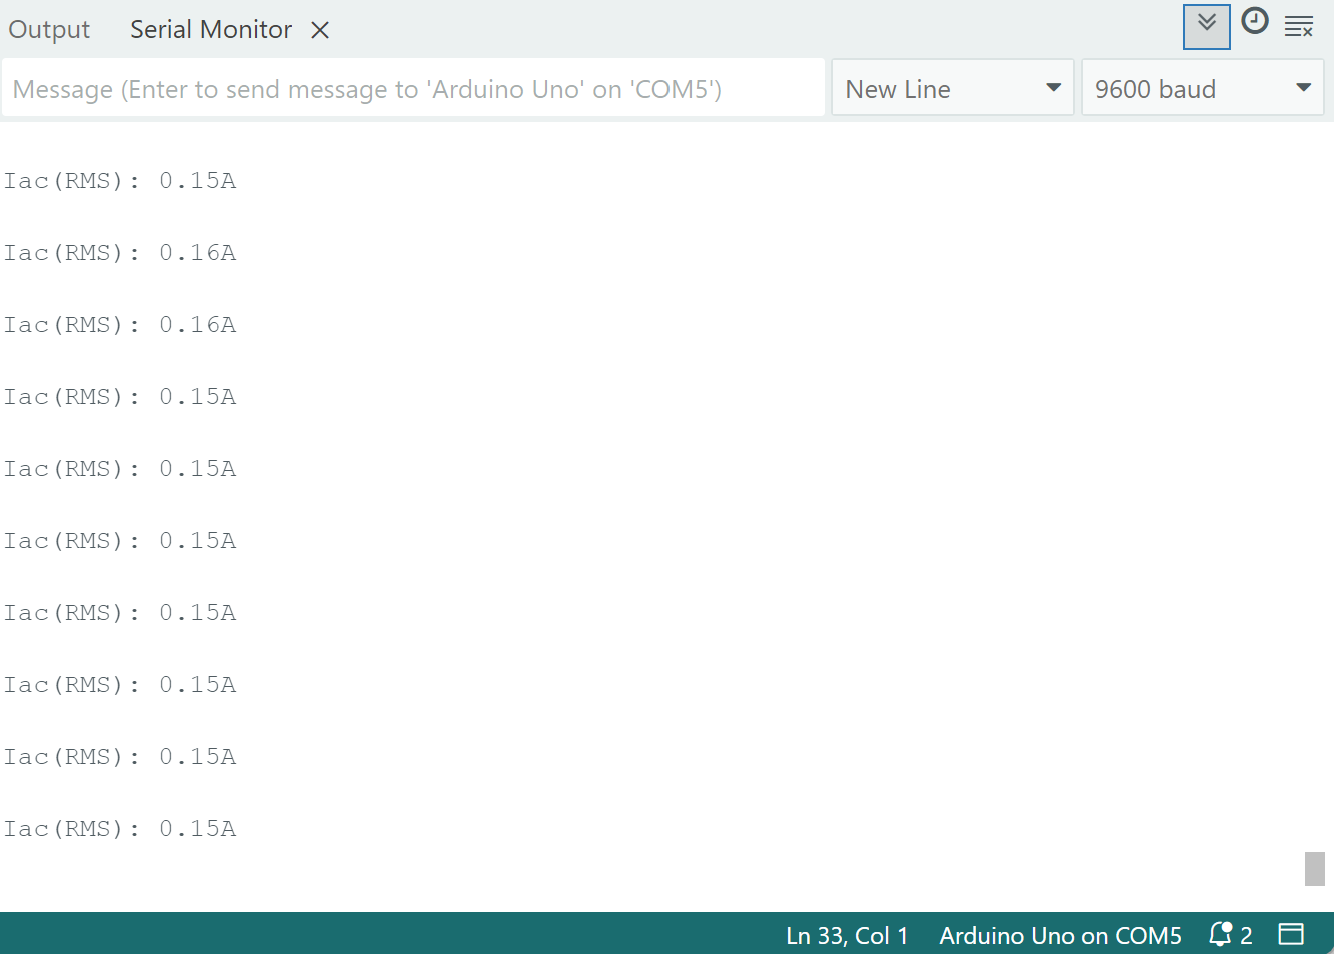 Output Serial Monitor
Message (Enter to send message to 'Arduino Uno' on 'COM5') New Line 9600 baud
Iac(RMS): 0.15A
Iac(RMS): 0.16A
Iac(RMS): 0.16A
Iac(RMS): 0.15A
Iac(RMS): 0.15A
Iac(RMS): 0.15A
Iac(RMS): 0.15A
Iac(RMS): 0.15A
Iac(RMS): 0.15A
Iac(RMS): 0.15A
Ln 33, Col 1 Arduino Uno on COM5 2